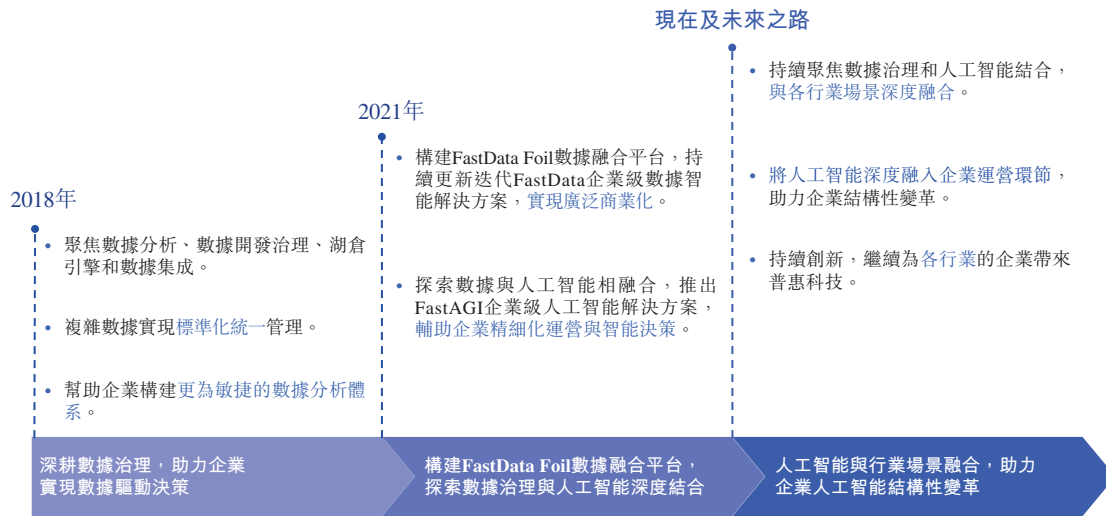 2018年
• 聚焦數據分析、數據開發治理、湖倉
引擎和數據集成。
• 複雜數據實現標準化統一管理。
• 幫助企業構建更為敏捷的數據分析體
系。
深耕數據治理，助力企業
實現數據驅動決策
2021年
• 構建FastData Foil數據融合平台，持
續更新迭代FastData企業級數據智
能解決方案，實現廣泛商業化。
• 探索數據與人工智能相融合，推出
FastAGI企業級人工智能解決方案，
輔助企業精細化運營與智能決策。
構建FastData Foil數據融合平台，
探索數據治理與人工智能深度結合
現在及未來之路
• 持續聚焦數據治理和人工智能結合，
與各行業場景深度融合。
• 將人工智能深度融入企業運營環節，
助力企業結構性變革。
• 持續創新，繼續為各行業的企業帶來
普惠科技。
人工智能與行業場景融合，助力
企業人工智能結構性變革